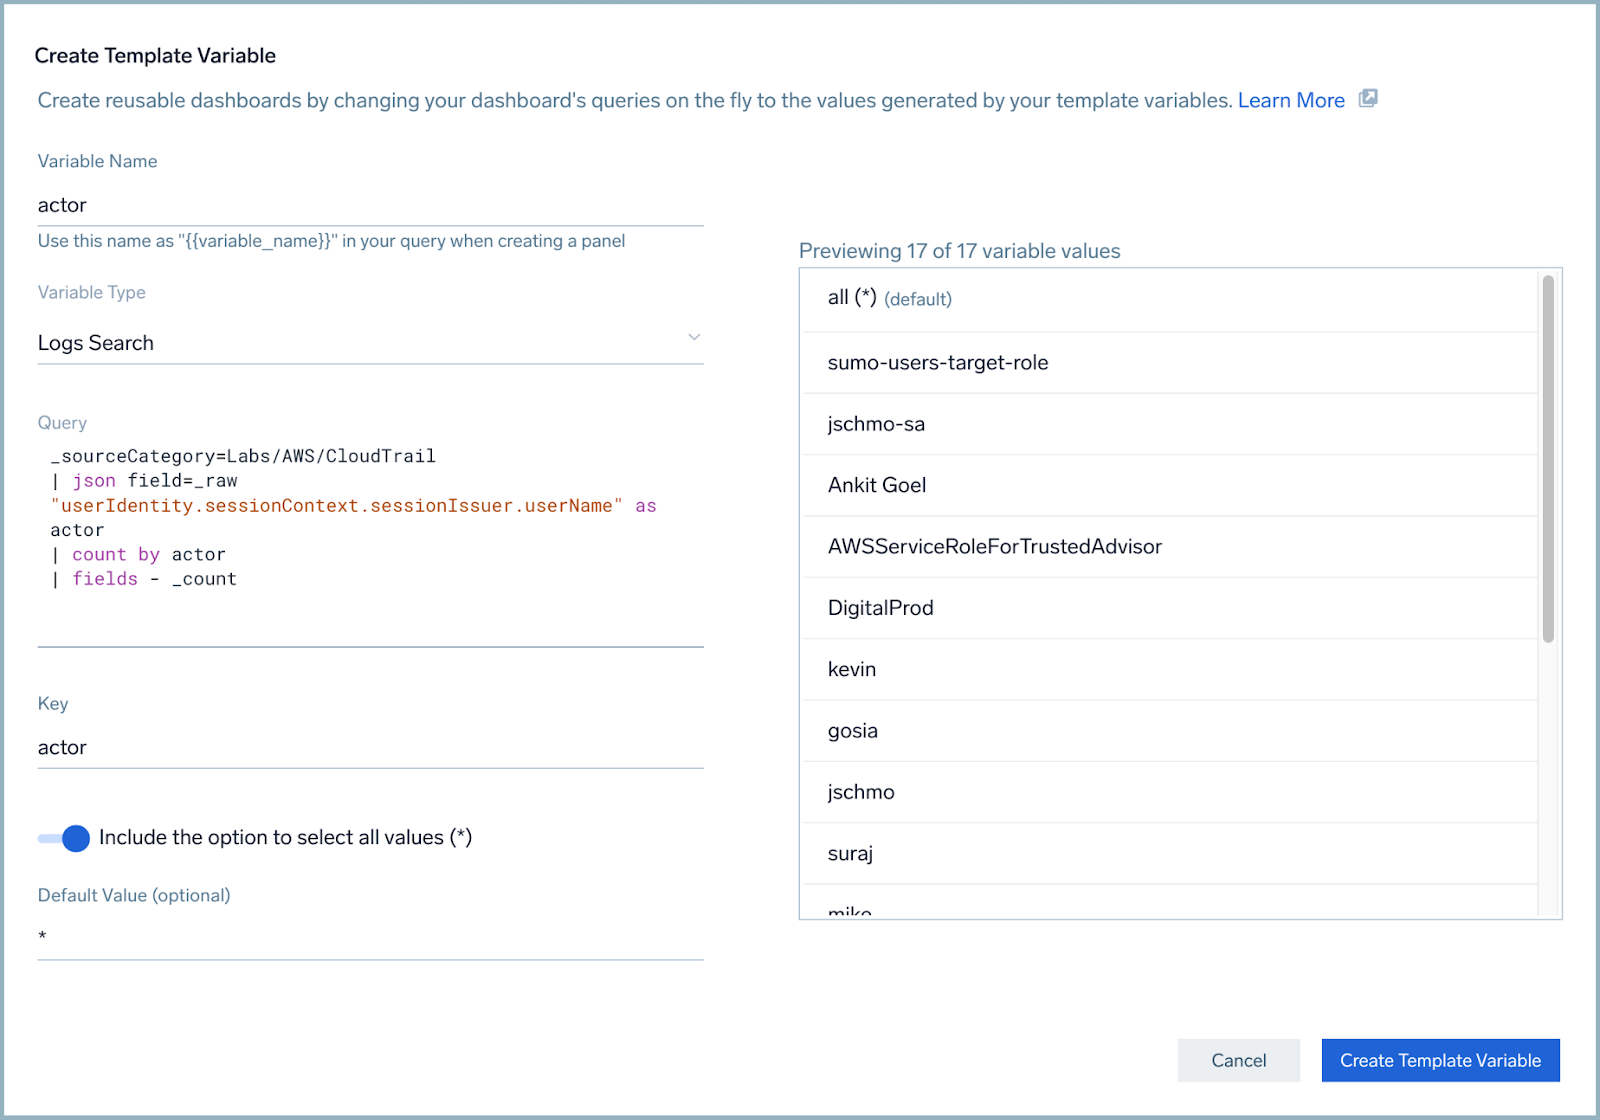 Create Template Variable
Create reusable dashboards by changing your dashboard's queries on the fly to the values generated by your template variables. Learn More
Variable Name
actor
Use this name as "{{variable_name}}" in your query when creating a panel
Variable Type
Logs Search
Query
_sourceCategory=Labs/AWS/CloudTrail
| json field=_raw
"userIdentity.sessionContext.sessionIssuer.userName" as
actor
| count by actor
| fields - _count
Key
actor
Include the option to select all values (*)
Default Value (optional)
*
Previewing 17 of 17 variable values
all (*) (default)
sumo-users-target-role
jschmo-sa
Ankit Goel
AWSServiceRoleForTrustedAdvisor
DigitalProd
kevin
gosia
jschmo
suraj
mike
Cancel
Create Template Variable